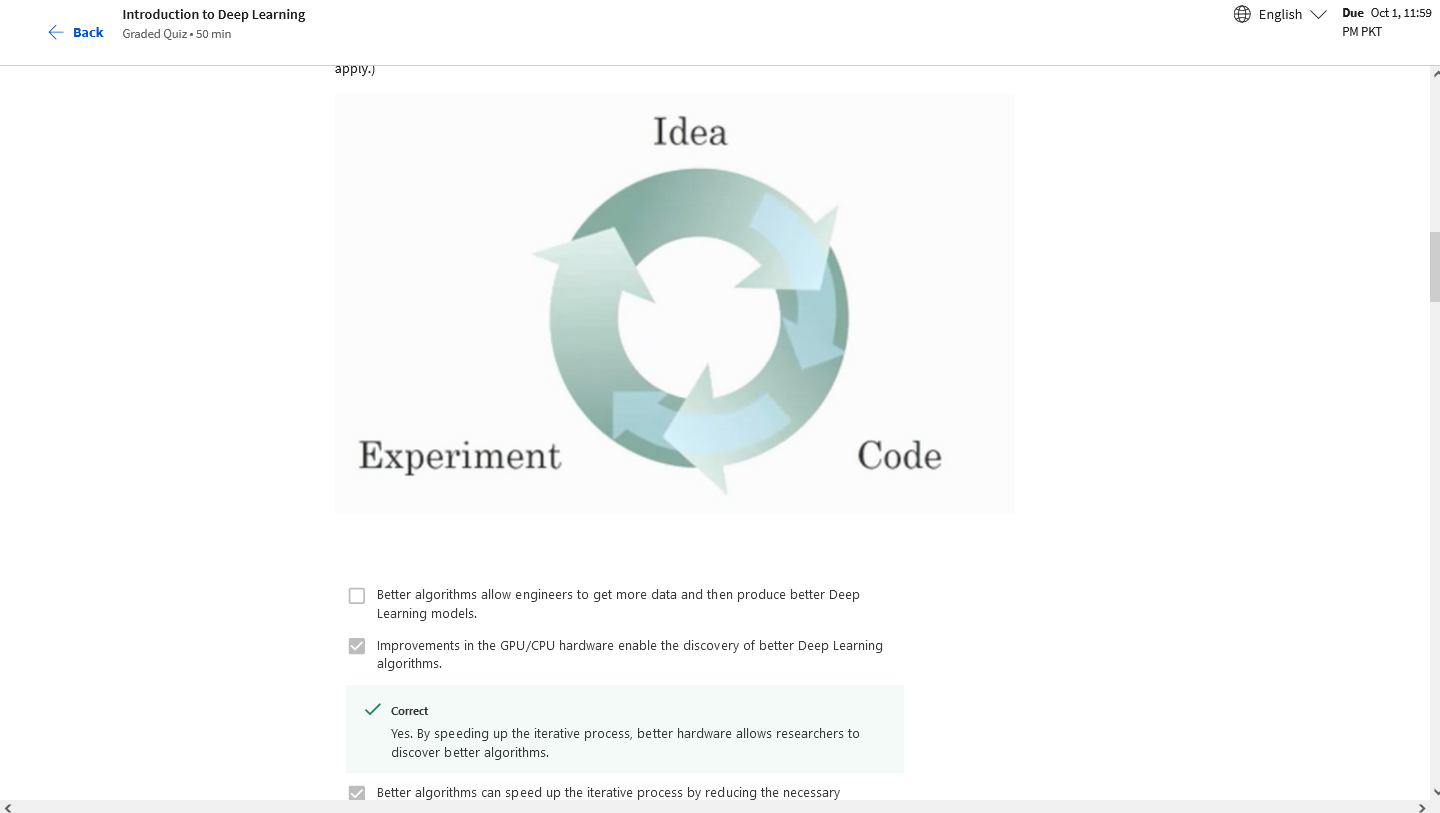 Introduction to Deep Learning
Back
Graded Quiz • 50 min
English
Due Oct 1, 11:59
PM PKT
apply.)
Idea
Experiment
Code
Better algorithms allow engineers to get more data and then produce better Deep
Learning models.
Improvements in the GPU/CPU hardware enable the discovery of better Deep Learning
algorithms.
Correct
Yes. By speeding up the iterative process, better hardware allows researchers to
discover better algorithms.
Better algorithms can speed up the iterative process by reducing the necessary